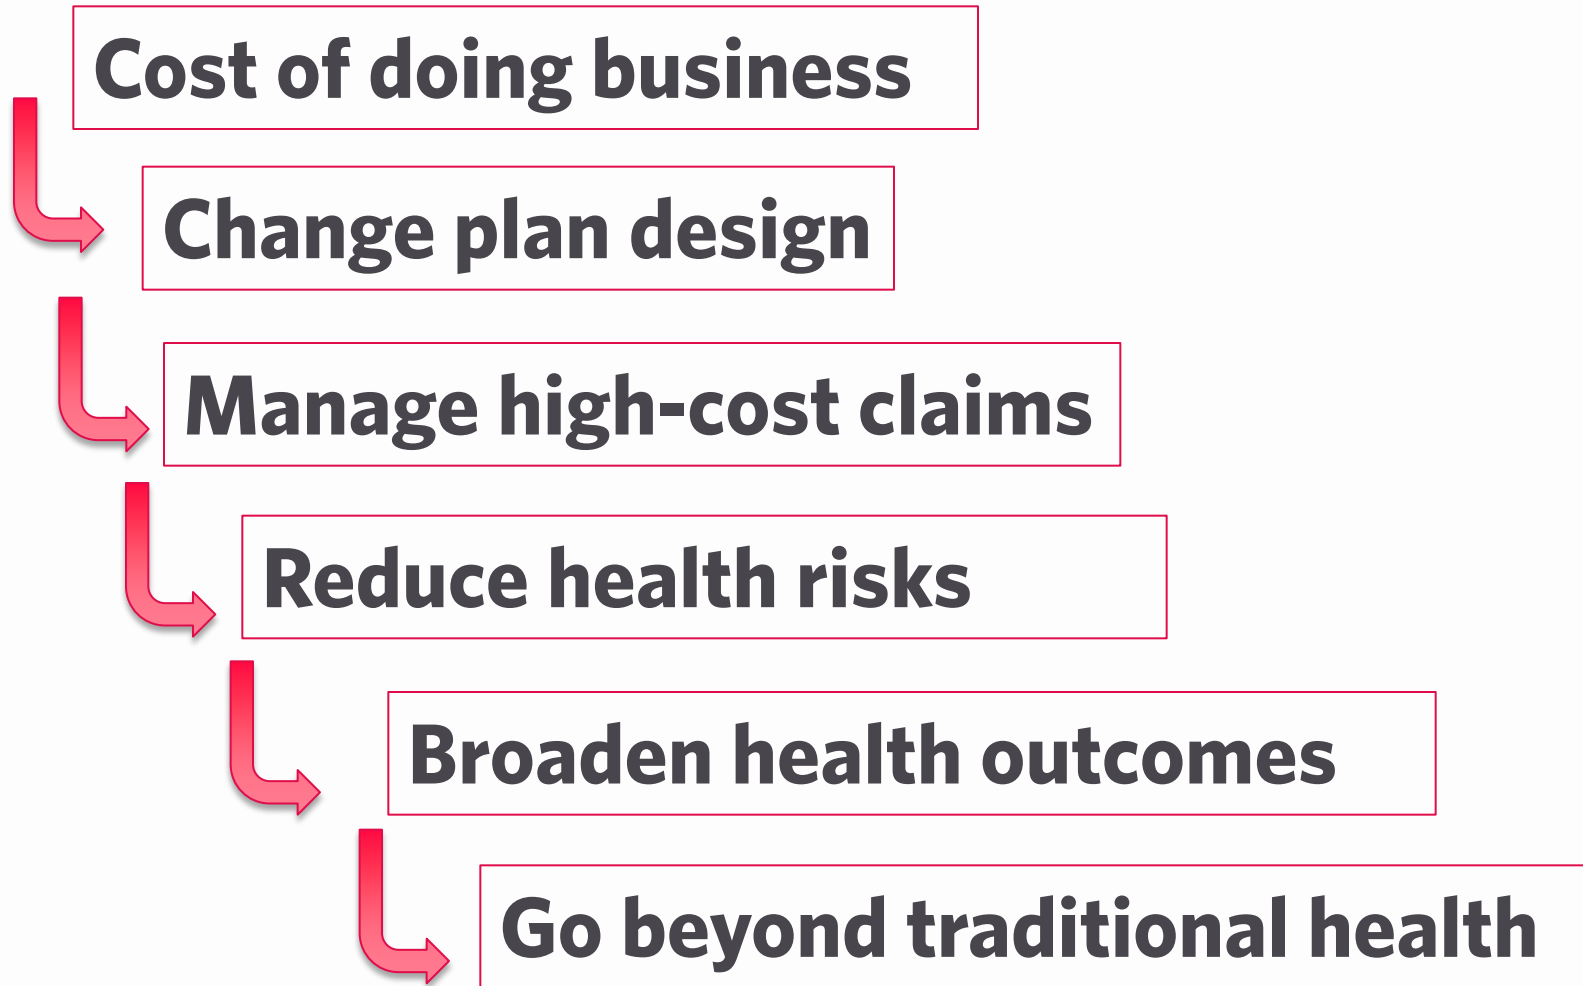 Cost of doing business
Change plan design
Manage high-cost claims
Reduce health risks
Broaden health outcomes
Go beyond traditional health